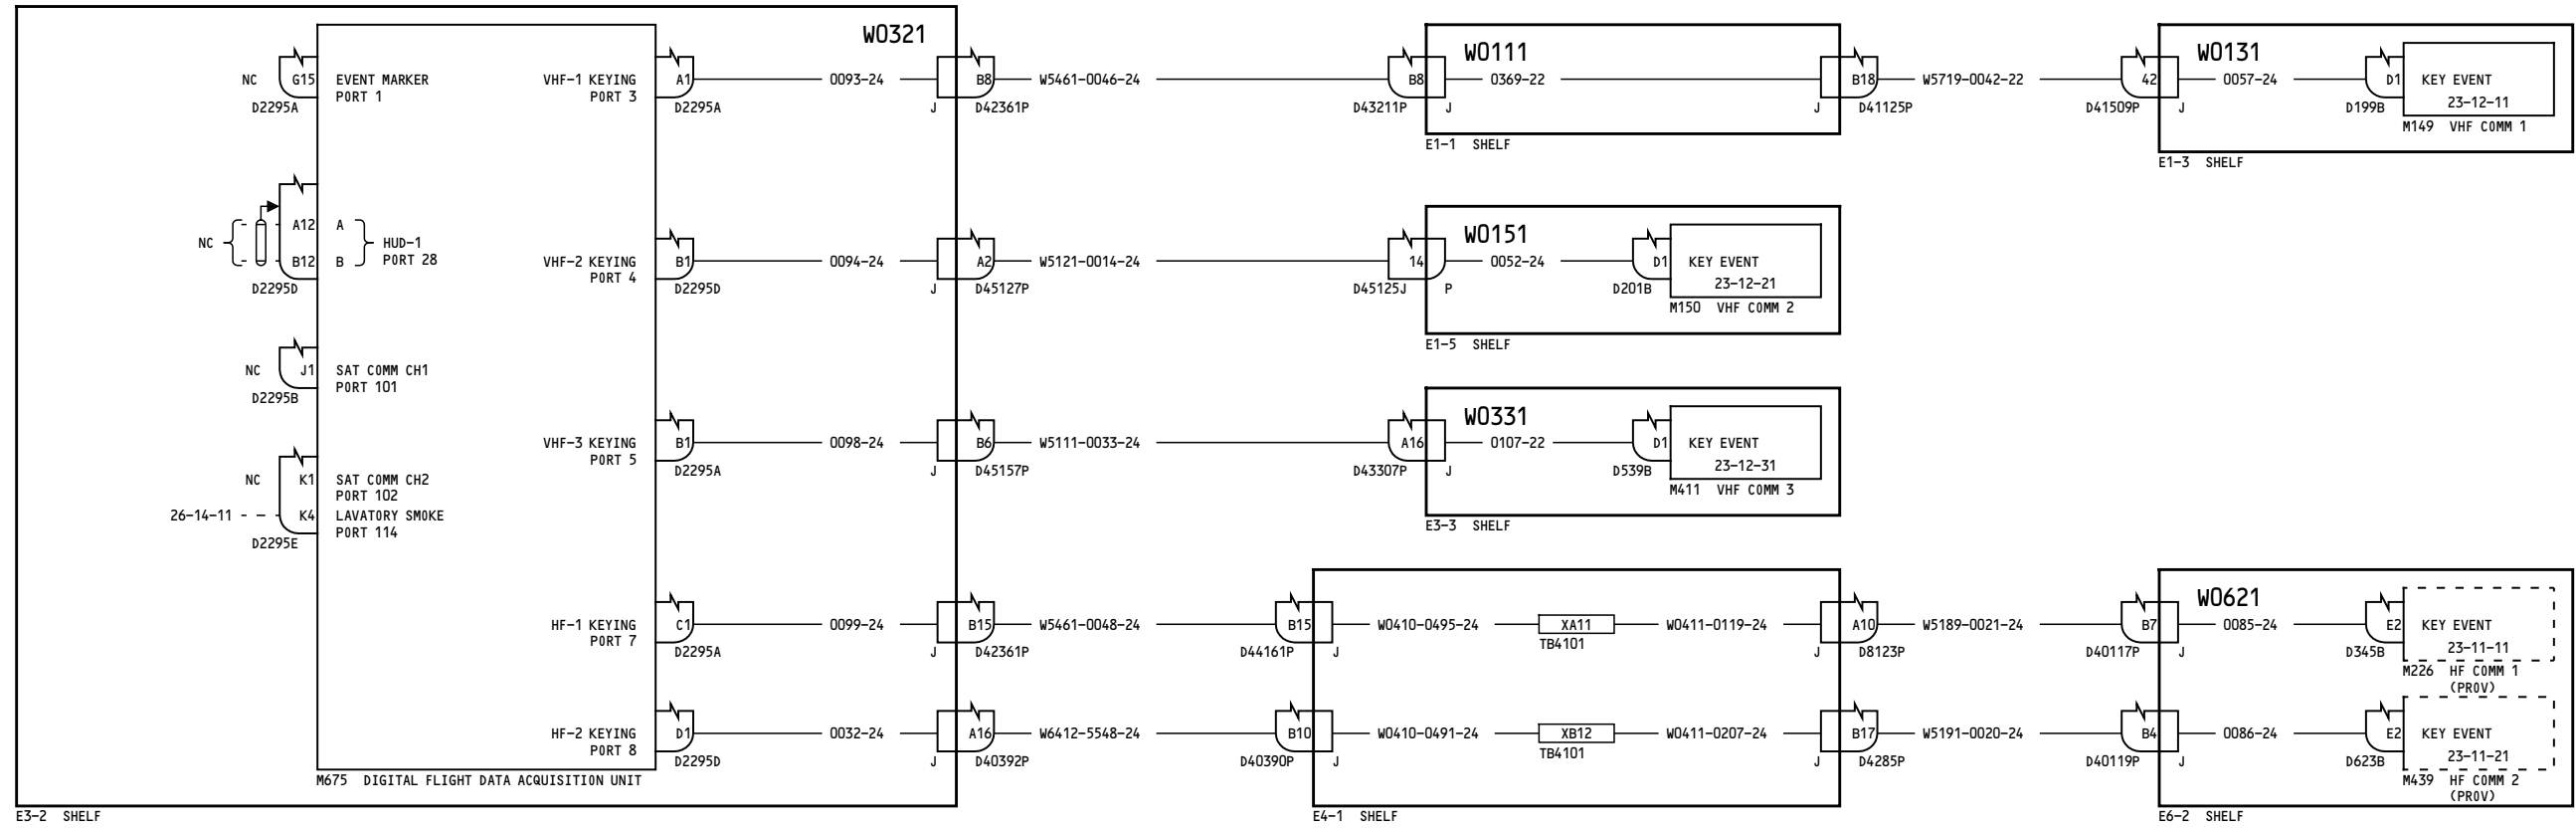 W0321
NC G15 EVENT MARKER
PORT 1
D2295A
NC A12 A
B12 B
HUD-1
PORT 28
D2295D
NC J1 SAT COMM CH1
PORT 101
D2295B
NC K1 SAT COMM CH2
PORT 102
26-14-11 K4 LAVATORY SMOKE
PORT 114
D2295E
VHF-1 KEYING A1 0093-24 B8 W5461-0046-24 B8 0369-22 B18 W5719-0042-22 42 0057-24 D1 KEY EVENT
PORT 3
D2295A J D42361P D43211P J J D41125P D41509P J D199B 23-12-11
W0111
E1-1 SHELF
W0131
M149 VHF COMM 1
E1-3 SHELF
VHF-2 KEYING B1 0094-24 A2 W5121-0014-24 14 0052-24 D1 KEY EVENT
PORT 4
D2295D J D45127P D45125J P D201B 23-12-21
W0151
M150 VHF COMM 2
E1-5 SHELF
VHF-3 KEYING B1 0098-24 B6 W5111-0033-24 A16 0107-22 D1 KEY EVENT
PORT 5
D2295A J D45157P D43307P J D539B 23-12-31
W0331
M411 VHF COMM 3
E3-3 SHELF
HF-1 KEYING C1 0099-24 B15 W5461-0048-24 B15 W0410-0495-24 XA11 W0411-0119-24 A10 W5189-0021-24 B7 0085-24 E2 KEY EVENT
PORT 7
D2295A J D42361P D44161P J TB4101 J D8123P D40117P J D345B 23-11-11
W0621
M226 HF COMM 1
(PROV)
HF-2 KEYING D1 0032-24 A16 W6412-5548-24 B10 W0410-0491-24 XB12 W0411-0207-24 B17 W5191-0020-24 B4 0086-24 E2 KEY EVENT
PORT 8
D2295D J D40392P D40390P J TB4101 J D4285P D40119P J D623B 23-11-21
M439 HF COMM 2
(PROV)
M675 DIGITAL FLIGHT DATA ACQUISITION UNIT
E3-2 SHELF
E4-1 SHELF
E6-2 SHELF